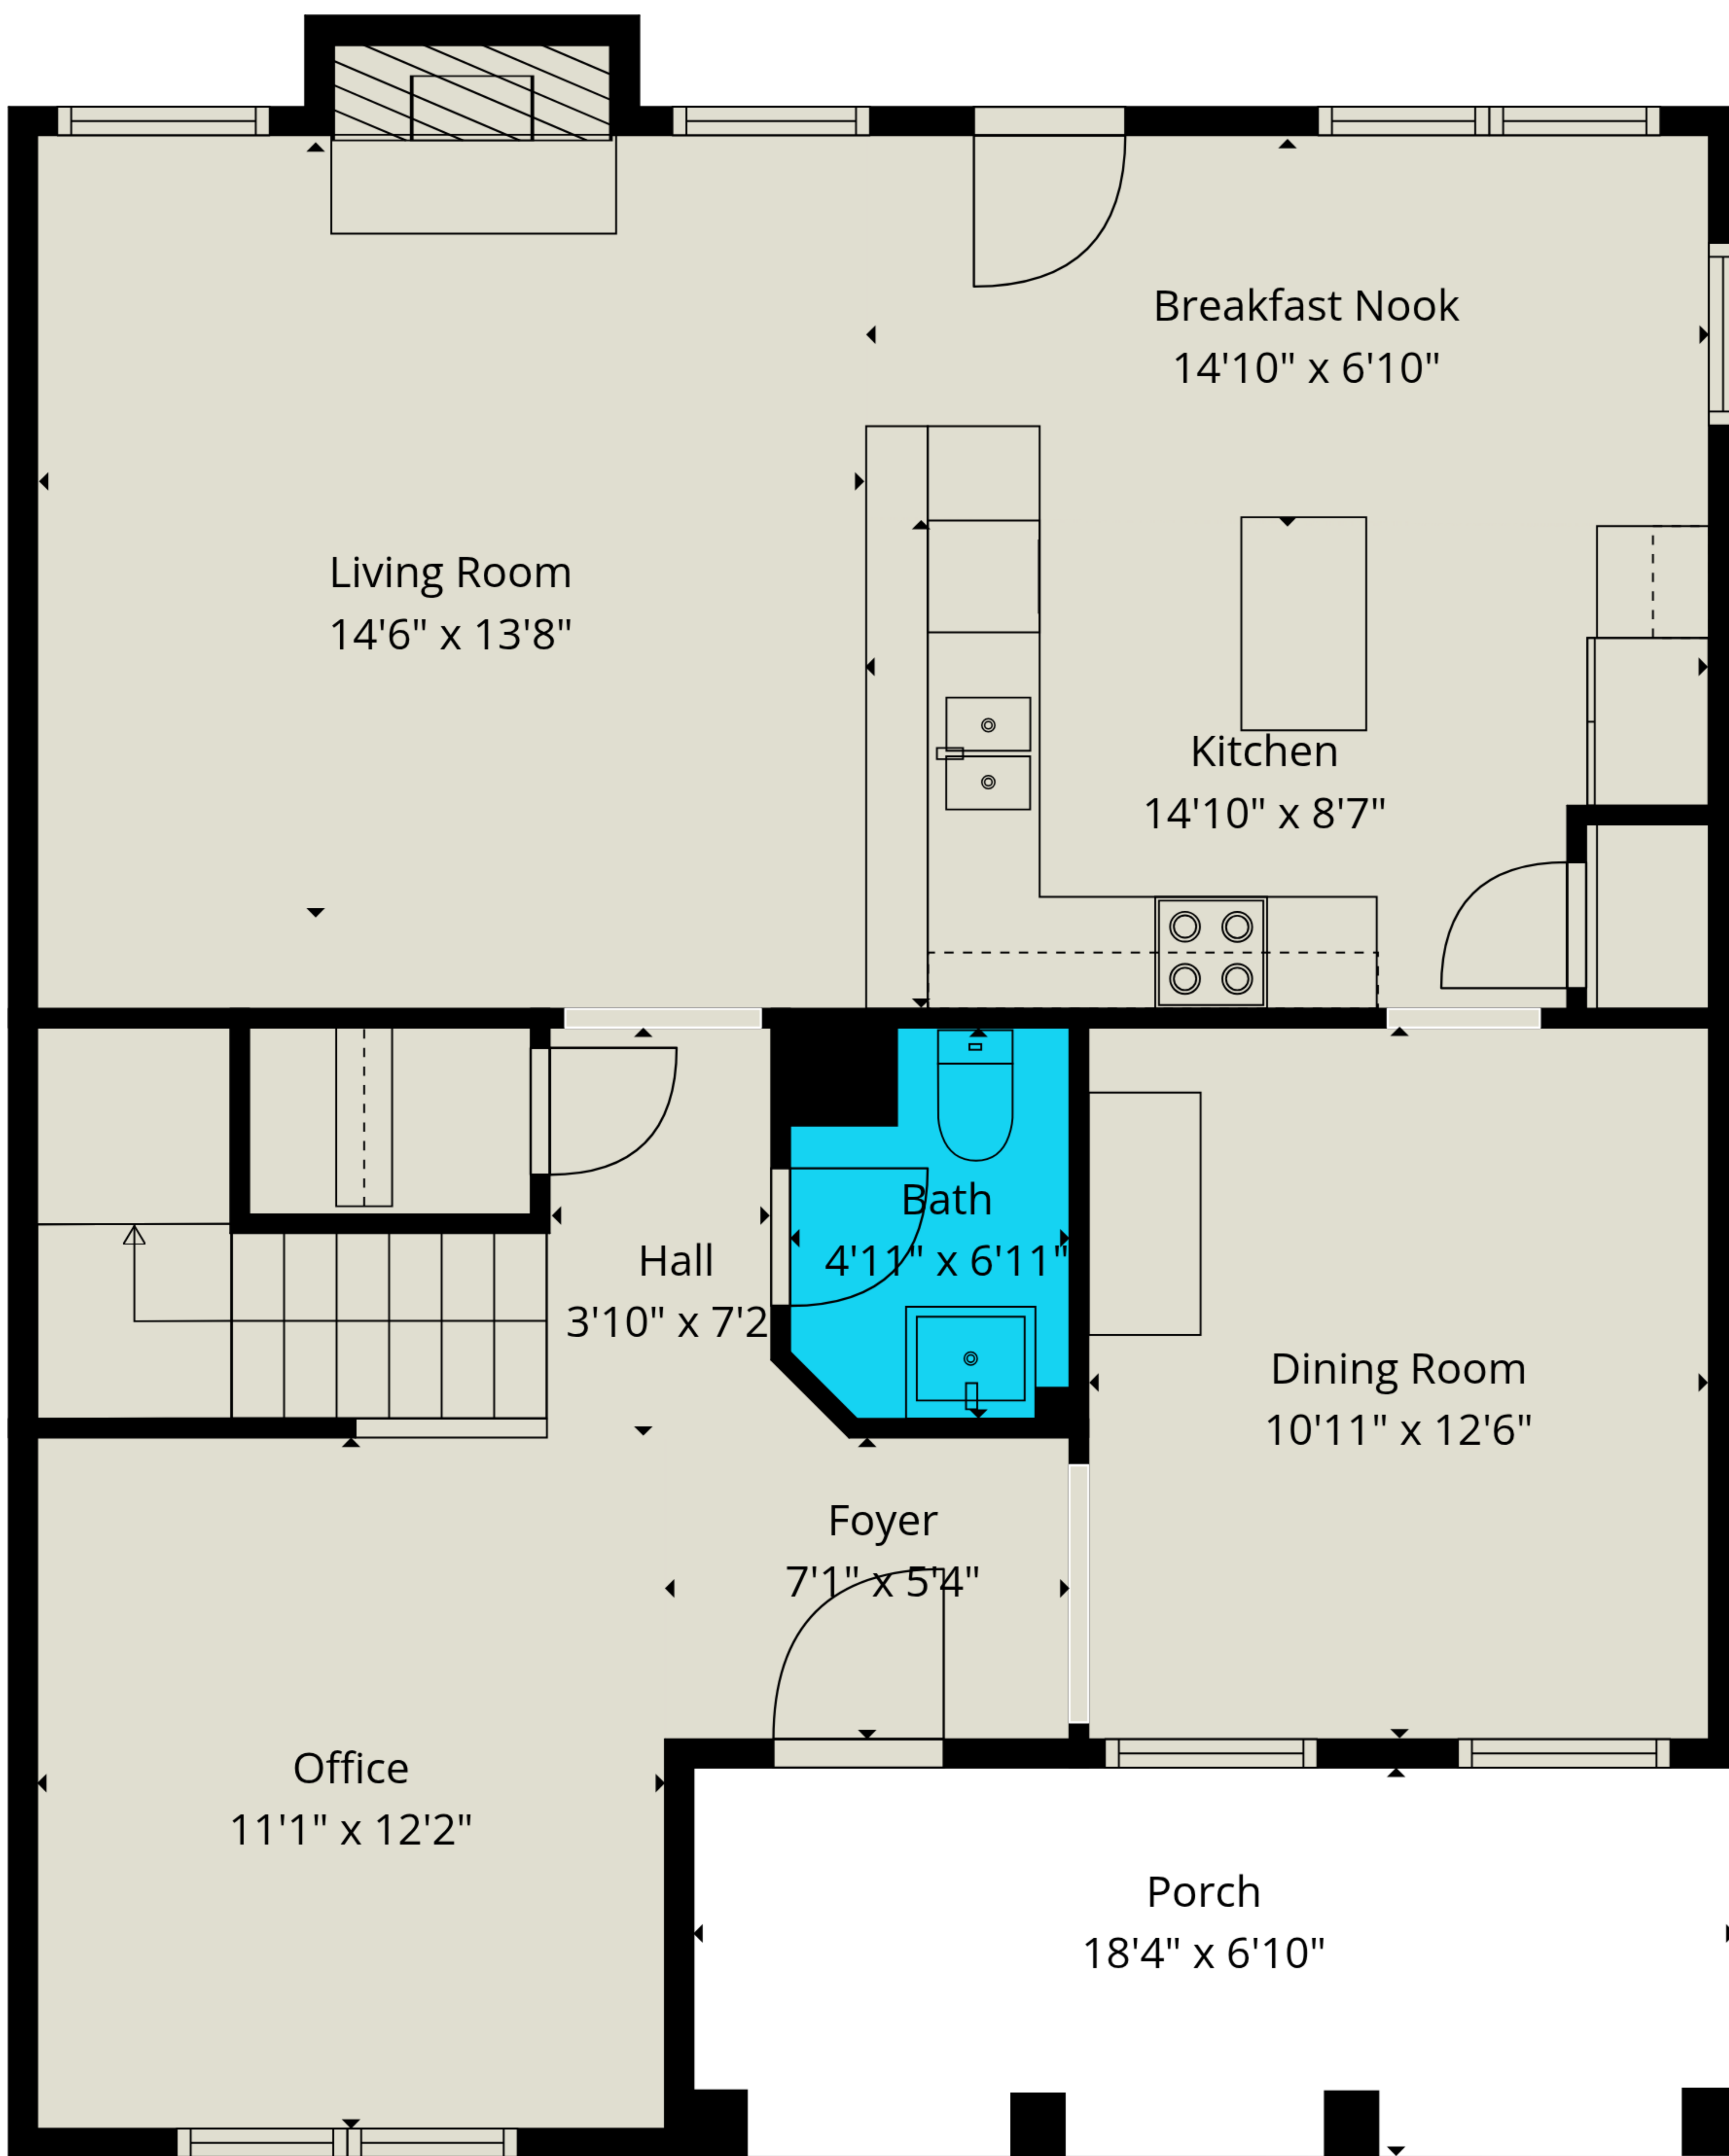 Breakfast Nook
14'10" x 6'10"
Living Room
14'6" x 13'8"
Kitchen
14'10" x 8'7"
Bath
4'11" x 6'11"
Hall
3'10" x 7'2
Dining Room
10'11" x 12'6"
Foyer
7'1" x 5'4"
Office
11'1" x 12'2"
Porch
18'4" x 6'10"